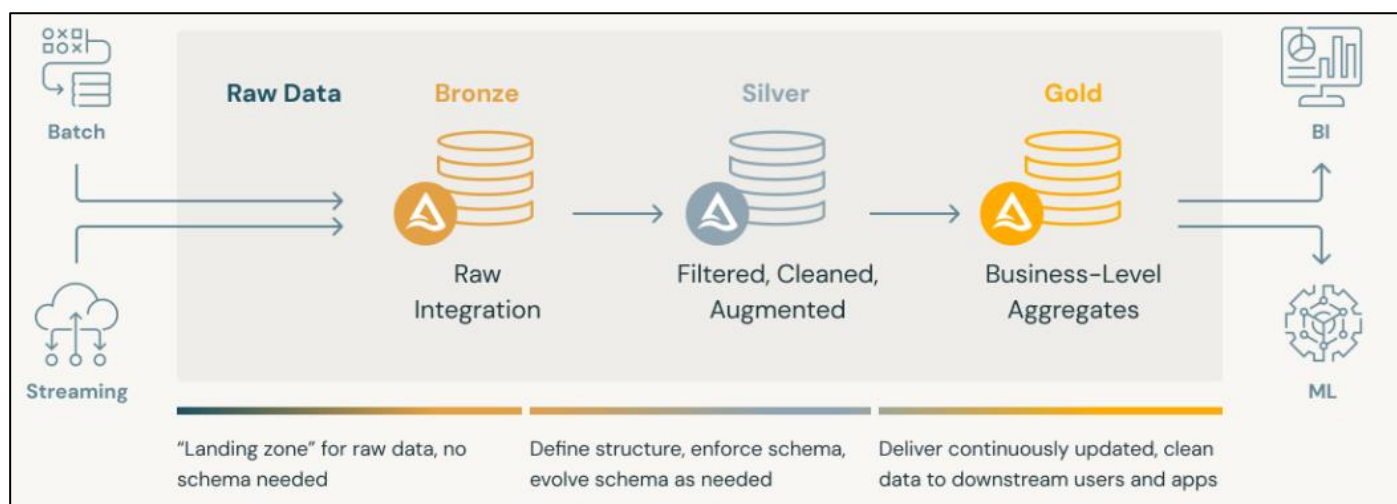 Batch
Streaming
Raw Data
Bronze
Silver
Gold
Raw
Integration
Filtered, Cleaned,
Augmented
Business-Level
Aggregates
BI
ML
“Landing zone” for raw data, no
schema needed
Define structure, enforce schema,
evolve schema as needed
Deliver continuously updated, clean
data to downstream users and apps